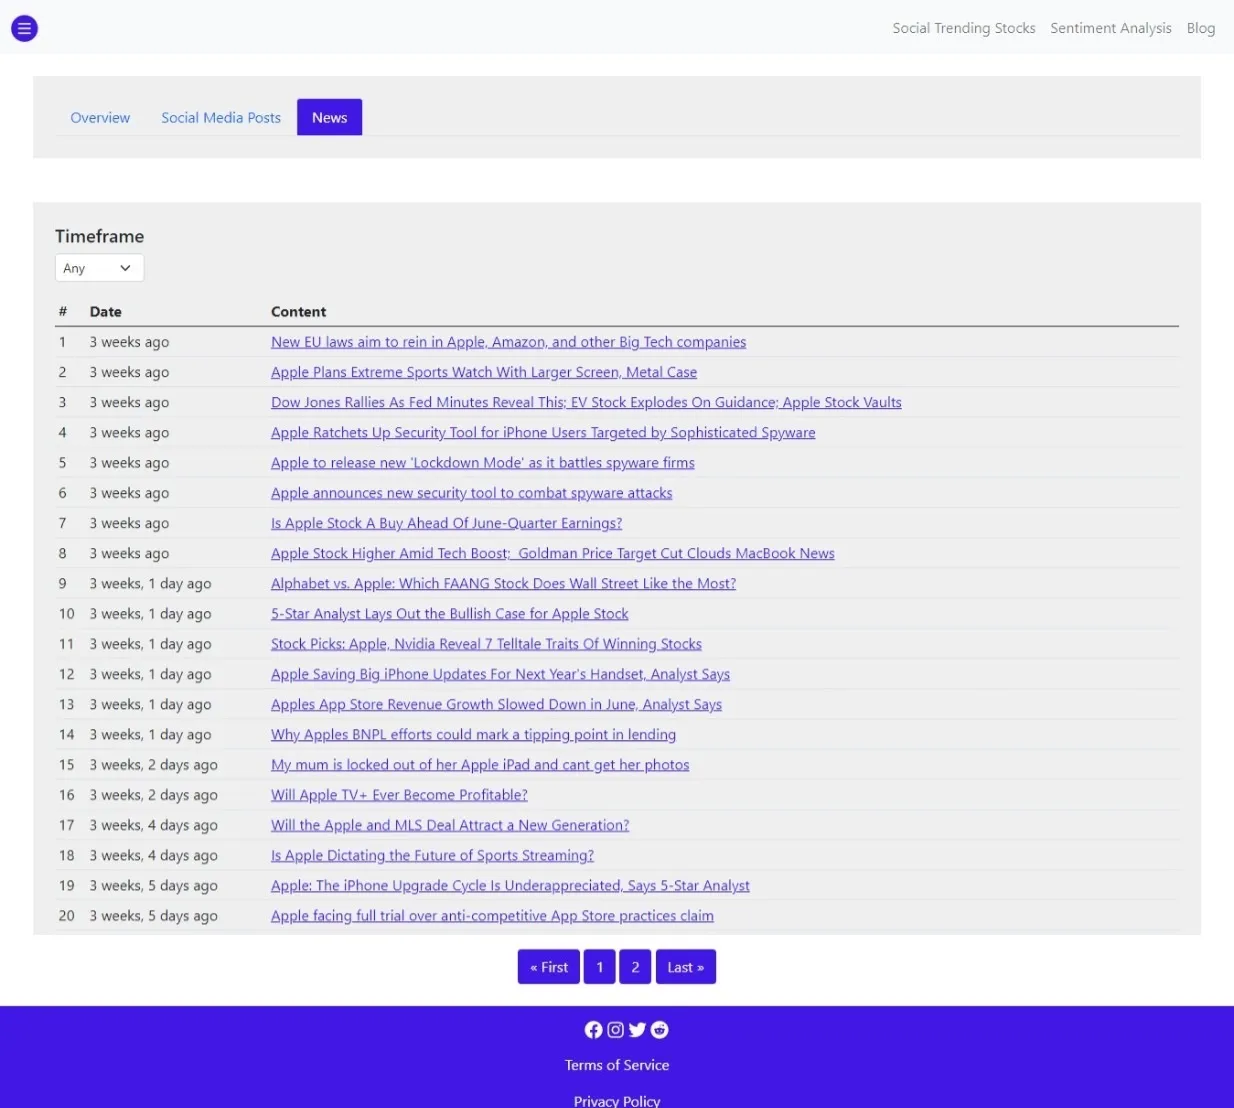 Social Trending Stocks Sentiment Analysis Blog
Overview Social Media Posts News
Timeframe
Any
# Date Content
1 3 weeks ago New EU laws aim to rein in Apple, Amazon, and other Big Tech companies
2 3 weeks ago Apple Plans Extreme Sports Watch With Larger Screen, Metal Case
3 3 weeks ago Dow Jones Rallies As Fed Minutes Reveal This; EV Stock Explodes On Guidance; Apple Stock Vaults
4 3 weeks ago Apple Ratchets Up Security Tool for iPhone Users Targeted by Sophisticated Spyware
5 3 weeks ago Apple to release new 'Lockdown Mode' as it battles spyware firms
6 3 weeks ago Apple announces new security tool to combat spyware attacks
7 3 weeks ago Is Apple Stock A Buy Ahead Of June-Quarter Earnings?
8 3 weeks ago Apple Stock Higher Amid Tech Boost; Goldman Price Target Cut Clouds MacBook News
9 3 weeks, 1 day ago Alphabet vs. Apple: Which FAANG Stock Does Wall Street Like the Most?
10 3 weeks, 1 day ago 5-Star Analyst Lays Out the Bullish Case for Apple Stock
11 3 weeks, 1 day ago Stock Picks: Apple, Nvidia Reveal 7 Telltale Traits Of Winning Stocks
12 3 weeks, 1 day ago Apple Saving Big iPhone Updates For Next Year's Handset, Analyst Says
13 3 weeks, 1 day ago Apples App Store Revenue Growth Slowed Down in June, Analyst Says
14 3 weeks, 1 day ago Why Apples BNPL efforts could mark a tipping point in lending
15 3 weeks, 2 days ago My mum is locked out of her Apple iPad and cant get her photos
16 3 weeks, 2 days ago Will Apple TV+ Ever Become Profitable?
17 3 weeks, 4 days ago Will the Apple and MLS Deal Attract a New Generation?
18 3 weeks, 4 days ago Is Apple Dictating the Future of Sports Streaming?
19 3 weeks, 5 days ago Apple: The iPhone Upgrade Cycle Is Underappreciated, Says 5-Star Analyst
20 3 weeks, 5 days ago Apple facing full trial over anti-competitive App Store practices claim
« First 1 2 Last »
Terms of Service
Privacy Policy